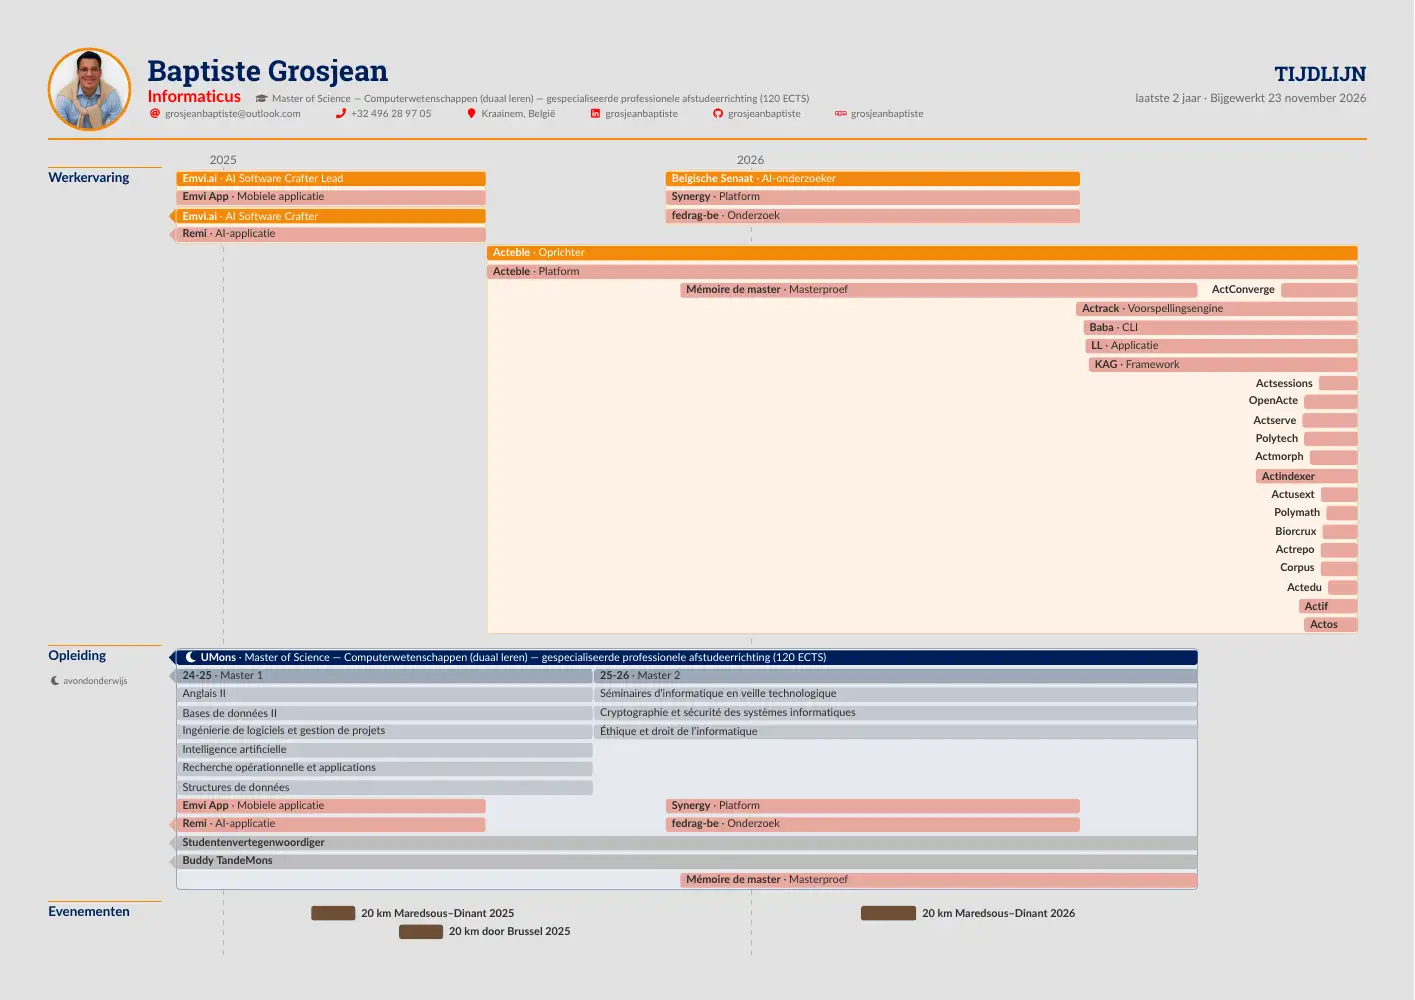 Baptiste Grosjean
TIJDLIJN
Informaticus Master of Science — Computerwetenschappen (duaal leren) — gespecialiseerde professionele afstudeerrichting (120 ECTS)
laatste 2 jaar · Bijgewerkt 23 november 2026
grosjeanbaptiste@outlook.com +32 496 28 97 05 Kraainem, België grosjeanbaptiste grosjeanbaptiste grosjeanbaptiste
2025 2026
Werkervaring
Emvi.ai · AI Software Crafter Lead Belgische Senaat · AI-onderzoeker
Emvi App · Mobiele applicatie Synergy · Platform
Emvi.ai · AI Software Crafter fedrag-be · Onderzoek
Remi · AI-applicatie
Acteble · Oprichter
Acteble · Platform
Mémoire de master · Masterproef ActConverge
Actrack · Voorspellingsengine
Baba · CLI
LL · Applicatie
KAG · Framework
Actsessions
OpenActe
Actserve
Polytech
Actmorph
Actindexer
Actusext
Polymath
Biorcrux
Actrepo
Corpus
Actedu
Actif
Actos
Opleiding
UMons · Master of Science — Computerwetenschappen (duaal leren) — gespecialiseerde professionele afstudeerrichting (120 ECTS)
avondonderwijs
24-25 · Master 1 25-26 · Master 2
Anglais II Séminaires d'informatique en veille technologique
Bases de données II Cryptographie et sécurité des systèmes informatiques
Ingénierie de logiciels et gestion de projets Éthique et droit de l'informatique
Intelligence artificielle
Recherche opérationnelle et applications
Structures de données
Emvi App · Mobiele applicatie Synergy · Platform
Remi · AI-applicatie fedrag-be · Onderzoek
Studentenvertegenwoordiger
Buddy TandeMons
Mémoire de master · Masterproef
Evenementen
20 km Maredsous–Dinant 2025 20 km Maredsous–Dinant 2026
20 km door Brussel 2025